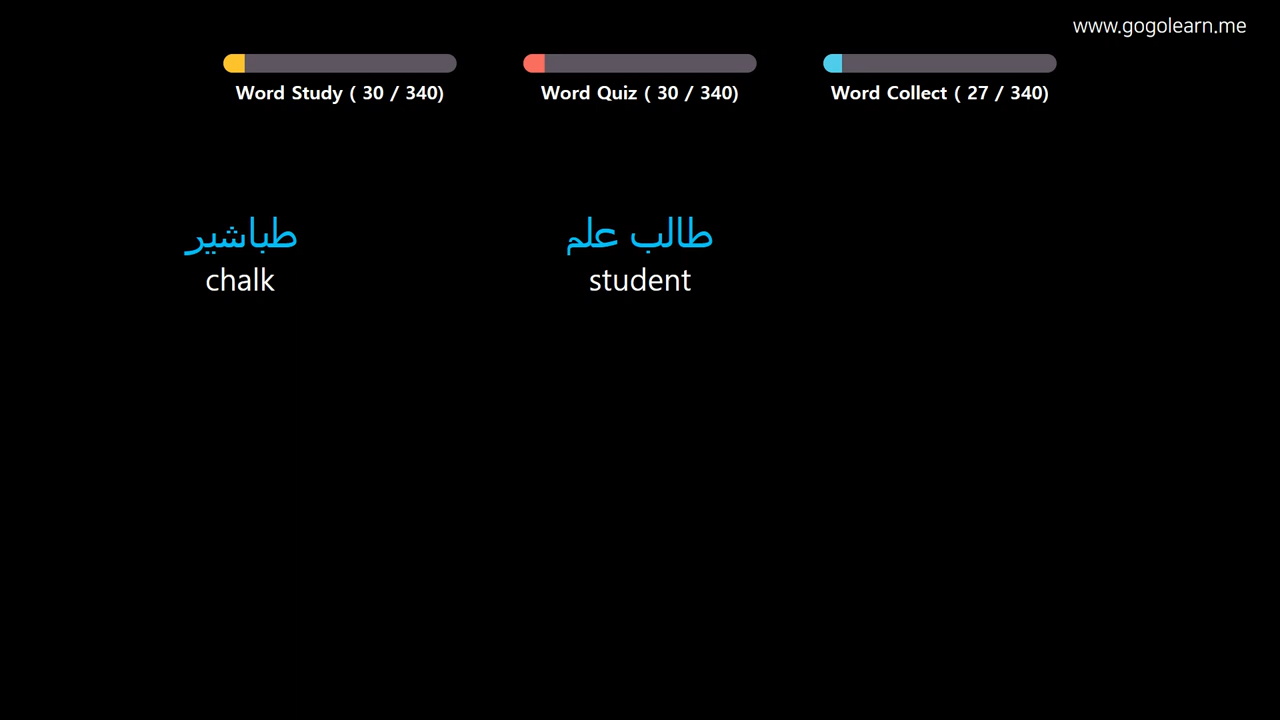 www.gogolearn.me
Word Study ( 30 / 340)
Word Quiz ( 30 / 340)
Word Collect ( 27 / 340)
طباشیر
chalk
طالب علم
student